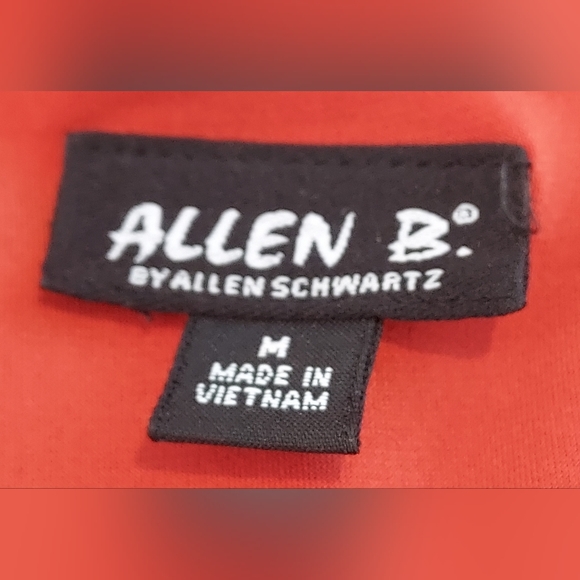 ALLEN B.®
BY ALLEN SCHWARTZ
M
MADE IN
VIETNAM